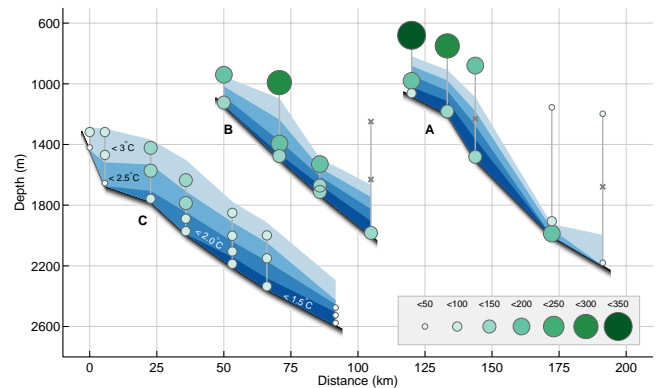 600
1000
1400
1800
2200
2600
Depth (m)
A
B
C
< 3°C
< 2.5°C
< 2.0°C
< 1.5°C
<50 <100 <150 <200 <250 <300 <350
0 25 50 75 100 125 150 175 200
Distance (km)